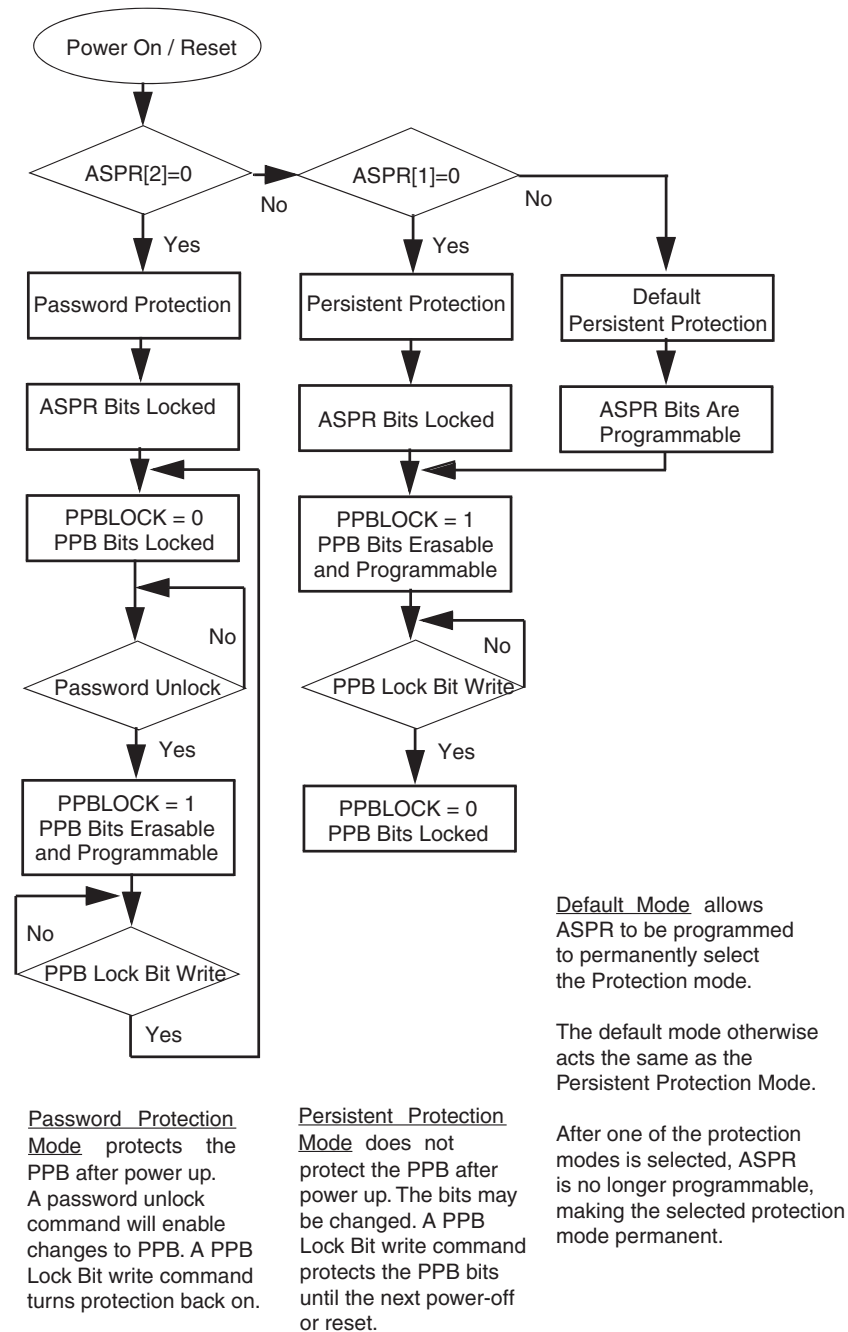 Power On / Reset
ASPR[2]=0
No
ASPR[1]=0
No
Yes
Yes
Password Protection
Persistent Protection
Default
Persistent Protection
ASPR Bits Locked
ASPR Bits Locked
ASPR Bits Are
Programmable
PPBLOCK = 0
PPB Bits Locked
PPBLOCK = 1
PPB Bits Erasable
and Programmable
No
Password Unlock
No
PPB Lock Bit Write
Yes
Yes
PPBLOCK = 1
PPB Bits Erasable
and Programmable
PPBLOCK = 0
PPB Bits Locked
No
PPB Lock Bit Write
Yes
Default Mode allows
ASPR to be programmed
to permanently select
the Protection mode.
The default mode otherwise
acts the same as the
Persistent Protection Mode.
After one of the protection
modes is selected, ASPR
is no longer programmable,
making the selected protection
mode permanent.
Password Protection
Mode protects the
PPB after power up.
A password unlock
command will enable
changes to PPB. A PPB
Lock Bit write command
turns protection back on.
Persistent Protection
Mode does not
protect the PPB after
power up. The bits may
be changed. A PPB
Lock Bit write command
protects the PPB bits
until the next power-off
or reset.